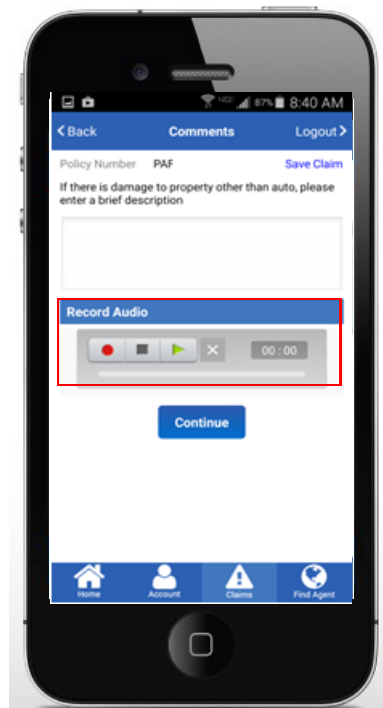 87% 8:40 AM
Back Comments Logout
Policy Number PAF Save Claim
If there is damage to property other than auto, please
enter a brief description
Record Audio
00:00
Continue
Home Account Claims Find Agent